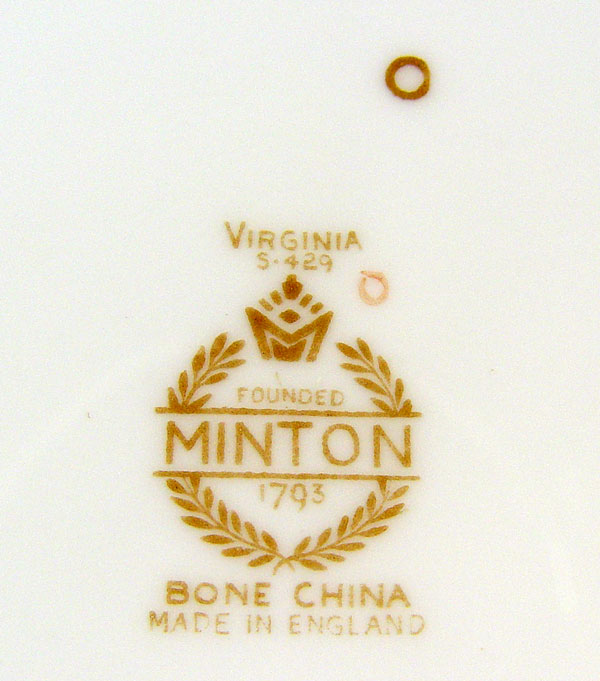 VIRGINIA
S-429
FOUNDED
MINTON
1793
BONE CHINA
MADE IN ENGLAND